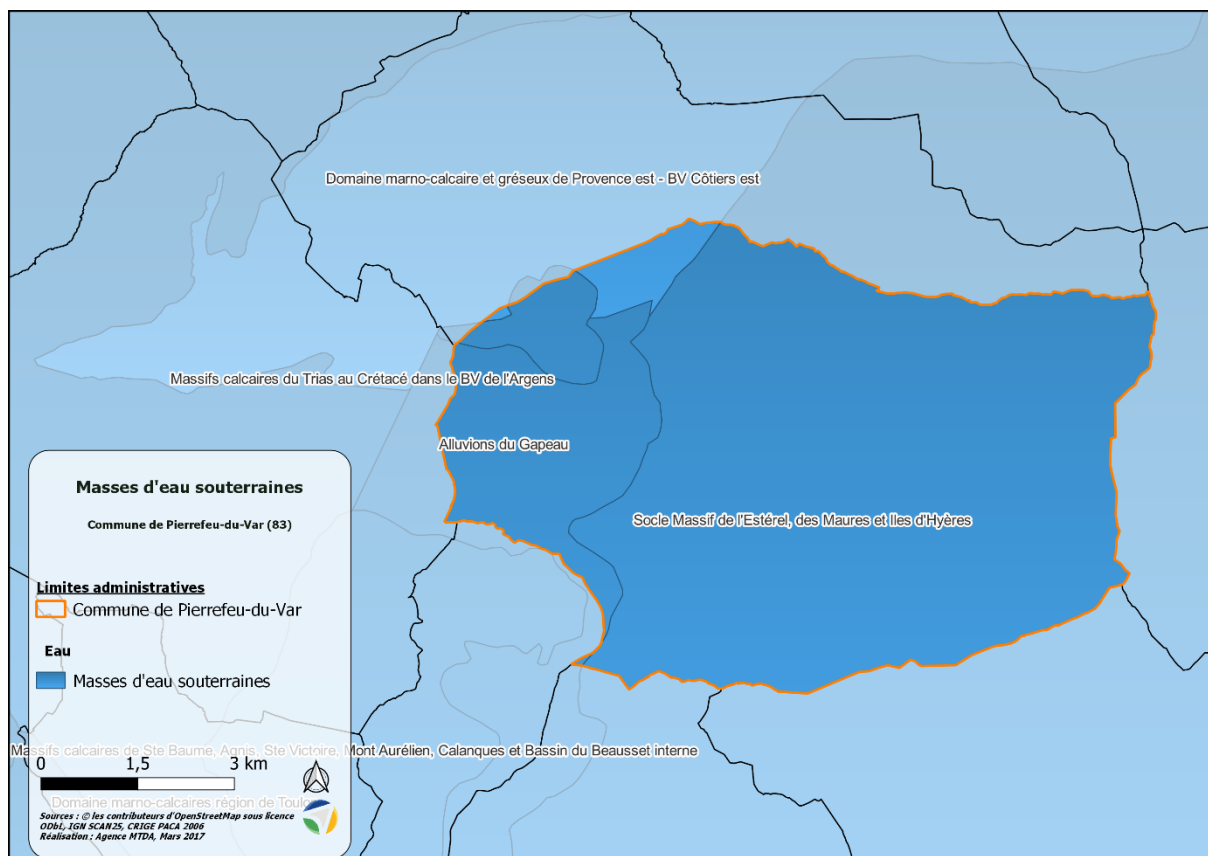 Domaine marno-calcaire et gréseux de Provence est - BV Côtiers est
Massifs calcaires du Trias au Crétacé dans le BV de l'Argens
Alluvions du Gapeau
Socle Massif de l'Estérel, des Maures et Iles d'Hyères
Masses d'eau souterraines
Commune de Pierrefeu-du-Var (83)
Limites administratives
Commune de Pierrefeu-du-Var
Eau
Masses d'eau souterraines
Massifs calcaires de Ste Baume, Agnis, Ste Victoire, Mont Aurélien, Calanques et Bassin du Beausset interne
0 1,5 3 km
Domaine marno-calcaires région de Toulon
Sources : © les contributeurs d'OpenStreetMap sous licence
ODbL, IGN SCAN25, CRIGE PACA 2006
Réalisation : Agence MTDA, Mars 2017